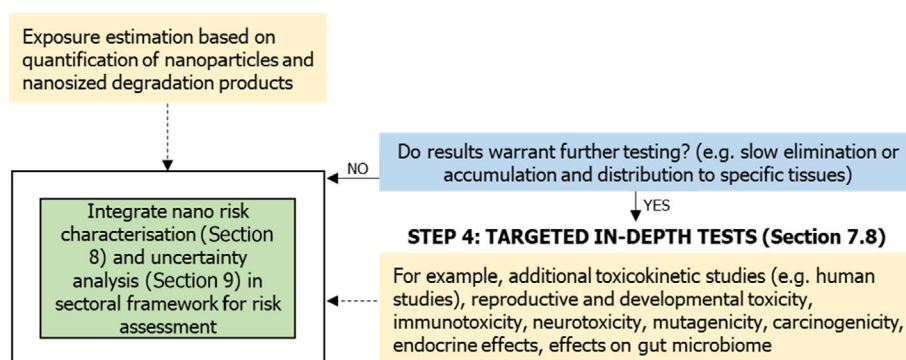 Exposure estimation based on
quantification of nanoparticles and
nanosized degradation products
Do results warrant further testing? (e.g. slow elimination or
accumulation and distribution to specific tissues)
NO
YES
Integrate nano risk
characterisation (Section
8) and uncertainty
analysis (Section 9) in
sectoral framework for risk
assessment
STEP 4: TARGETED IN-DEPTH TESTS (Section 7.8)
For example, additional toxicokinetic studies (e.g. human
studies), reproductive and developmental toxicity,
immunotoxicity, neurotoxicity, mutagenicity, carcinogenicity,
endocrine effects, effects on gut microbiome